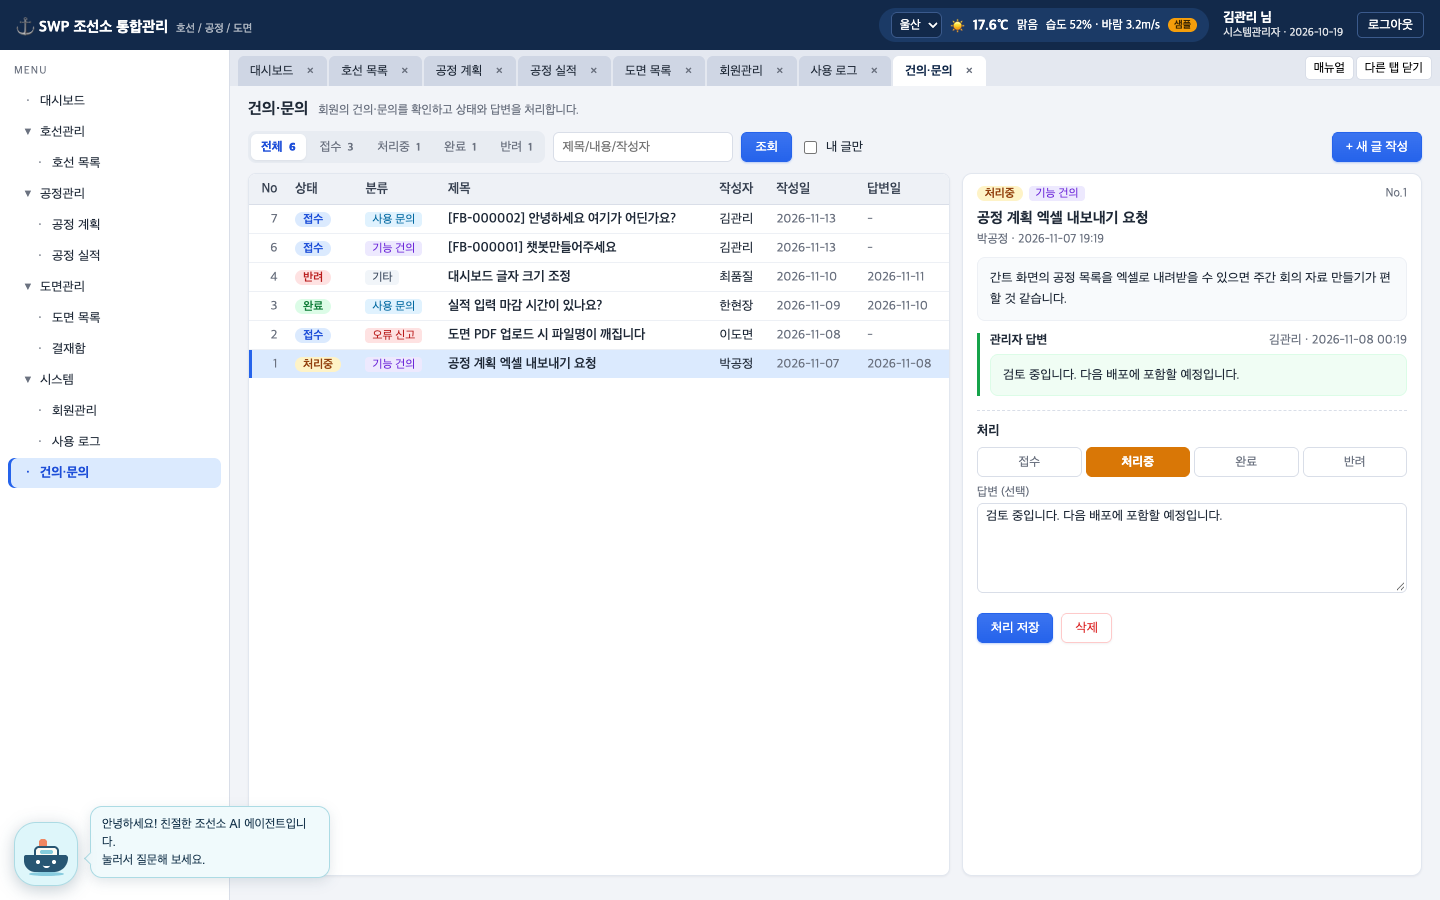 SWP 조선소 통합관리 호선 / 공정 / 도면
울산 17.6℃ 맑음 습도 52% · 바람 3.2m/s 샘플
김관리 님
시스템관리자 · 2026-10-19
로그아웃
MENU
대시보드
호선관리
호선 목록
공정관리
공정 계획
공정 실적
도면관리
도면 목록
결재함
시스템
회원관리
사용 로그
건의·문의
대시보드 × 호선 목록 × 공정 계획 × 공정 실적 × 도면 목록 × 회원관리 × 사용 로그 × 건의·문의 ×
매뉴얼 다른 탭 닫기
건의·문의 회원의 건의·문의를 확인하고 상태와 답변을 처리합니다.
전체 6 접수 3 처리중 1 완료 1 반려 1 제목/내용/작성자 조회 내 글만 + 새 글 작성
No 상태 분류 제목 작성자 작성일 답변일
7 접수 사용 문의 [FB-000002] 안녕하세요 여기가 어딘가요? 김관리 2026-11-13 -
6 접수 기능 건의 [FB-000001] 챗봇만들어주세요 김관리 2026-11-13 -
4 반려 기타 대시보드 글자 크기 조정 최품질 2026-11-10 2026-11-11
3 완료 사용 문의 실적 입력 마감 시간이 있나요? 한현장 2026-11-09 2026-11-10
2 접수 오류 신고 도면 PDF 업로드 시 파일명이 깨집니다 이도면 2026-11-08 -
1 처리중 기능 건의 공정 계획 엑셀 내보내기 요청 박공정 2026-11-07 2026-11-08
처리중 기능 건의 No.1
공정 계획 엑셀 내보내기 요청
박공정 · 2026-11-07 19:19
간트 화면의 공정 목록을 엑셀로 내려받을 수 있으면 주간 회의 자료 만들기가 편
할 것 같습니다.
관리자 답변 김관리 · 2026-11-08 00:19
검토 중입니다. 다음 배포에 포함할 예정입니다.
처리
접수 처리중 완료 반려
답변 (선택)
검토 중입니다. 다음 배포에 포함할 예정입니다.
처리 저장 삭제
안녕하세요! 친절한 조선소 AI 에이전트입니
다.
눌러서 질문해 보세요.